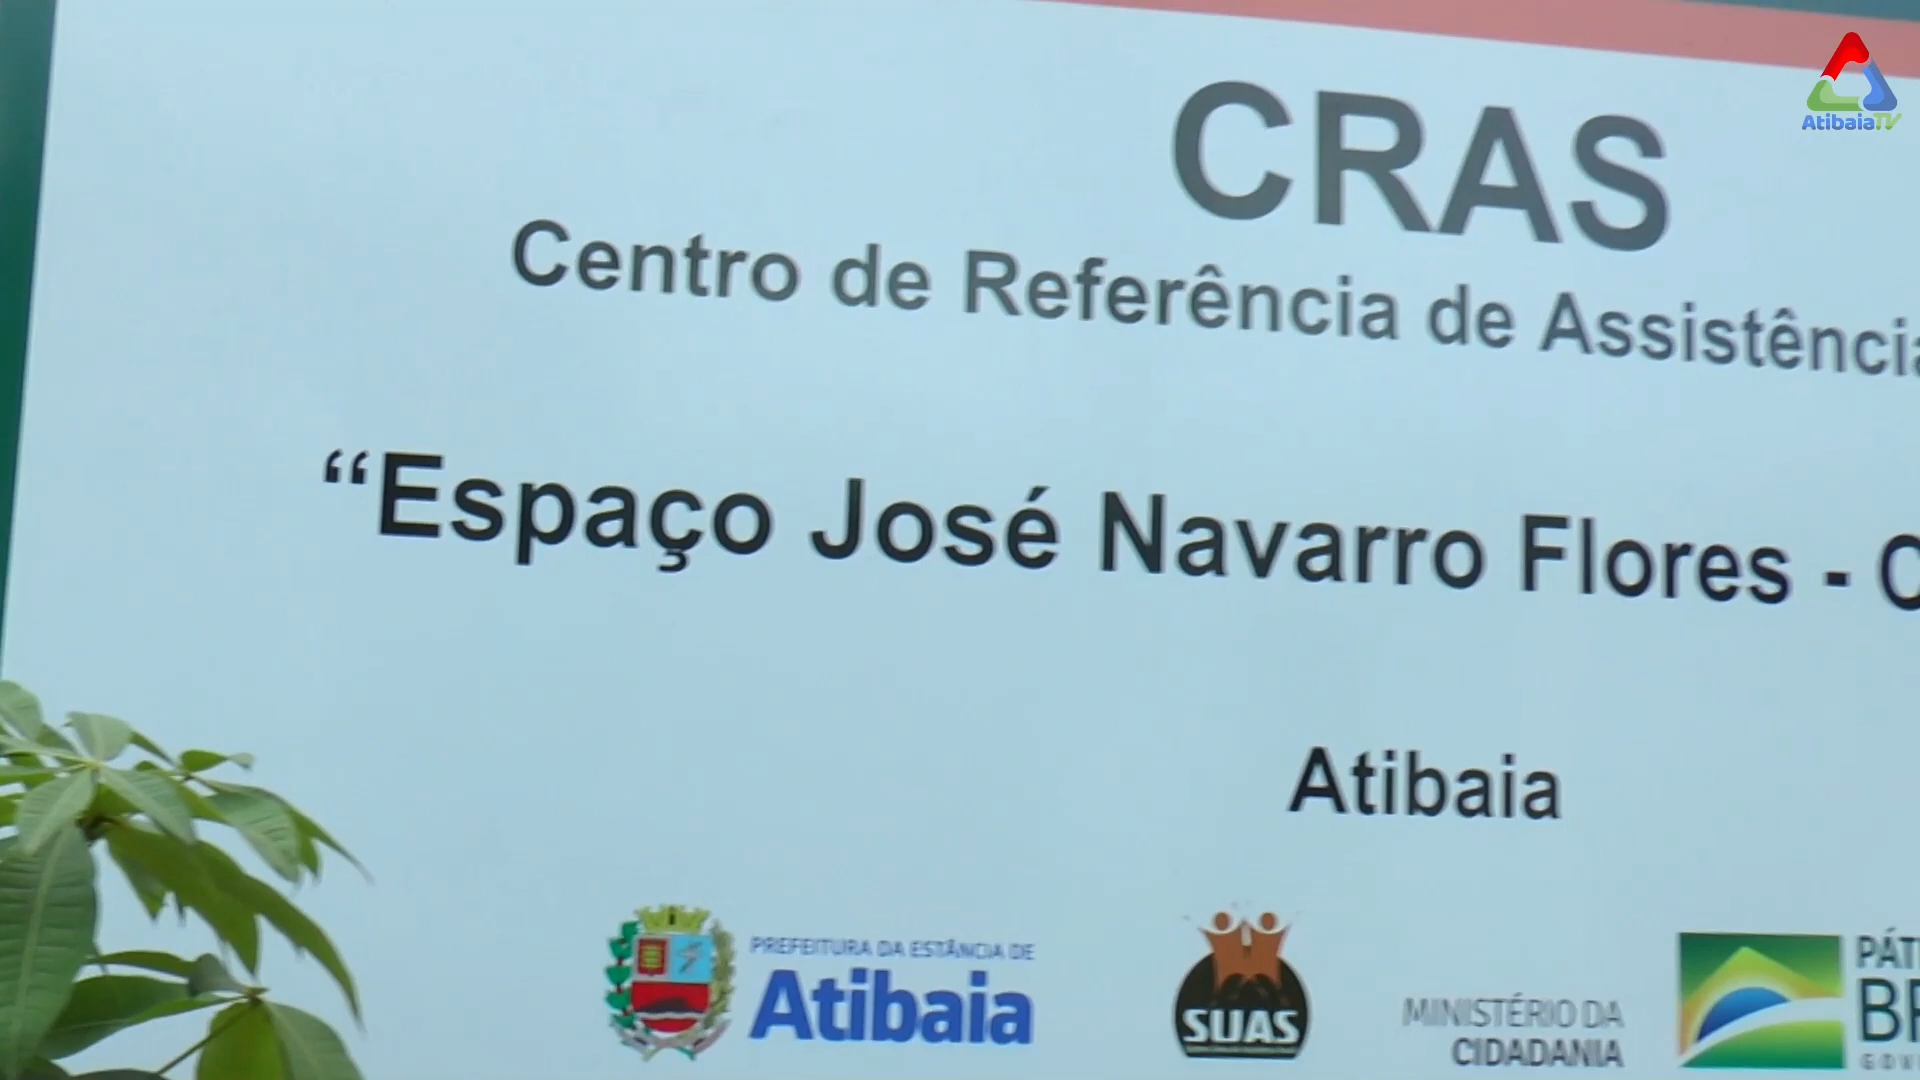 CRAS
Centro de Referência de Assistência
“Espaço José Navarro Flores -
Atibaia
PREFEITURA DA ESTÂNCIA DE
Atibaia
SUAS
MINISTÉRIO DA
CIDADANIA
AtibaiaTV